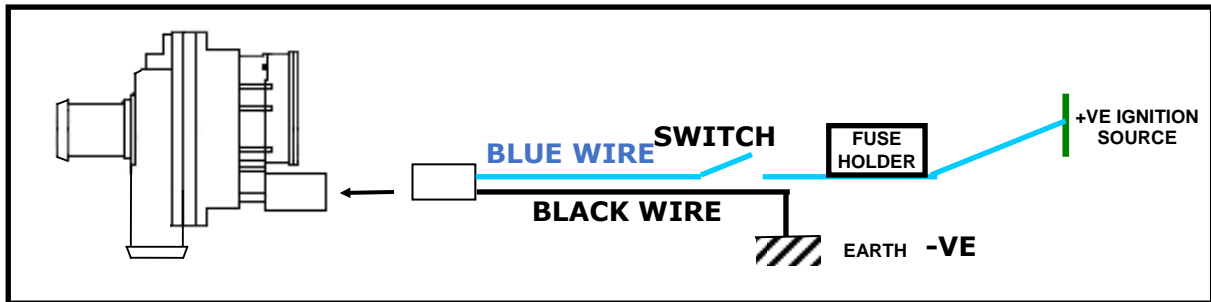 SWITCH
BLUE WIRE
FUSE
HOLDER
+VE IGNITION
SOURCE
BLACK WIRE
EARTH -VE